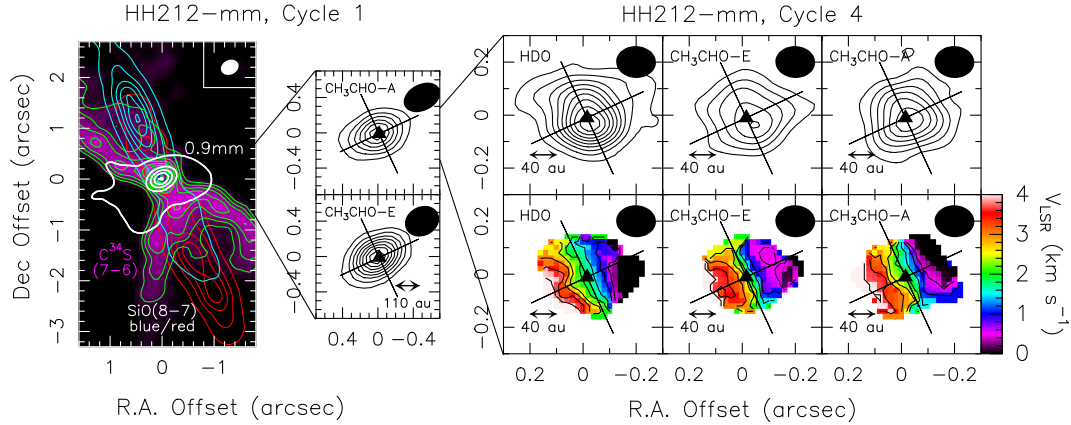 HH212-mm, Cycle 1
HH212-mm, Cycle 4
Dec Offset (arcsec)
2
1
0
-1
-2
-3
0.9mm
C³⁴S
(7-6)
SiO(8-7)
blue/red
1 0 -1
R.A. Offset (arcsec)
CH₃CHO-A
0.4
0
-0.4
CH₃CHO-E
110 au
0.4
0
-0.4
0.4 0 -0.4
HDO
40 au
CH₃CHO-E
40 au
CH₃CHO-A
40 au
0.2
0
-0.2
HDO
40 au
CH₃CHO-E
40 au
CH₃CHO-A
40 au
0.2
0
-0.2
0.2 0 -0.2
0.2 0 -0.2
0.2 0 -0.2
R.A. Offset (arcsec)
4
3
2
1
0
V_LSR (km s⁻¹)